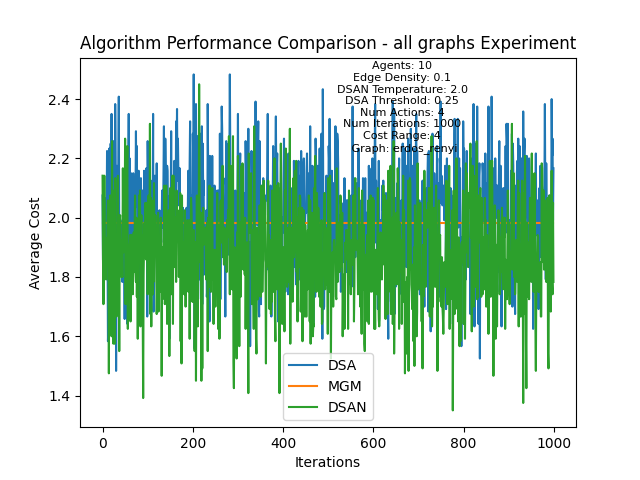 Algorithm Performance Comparison - all graphs Experiment
Agents: 10
Edge Density: 0.1
DSAN Temperature: 2.0
DSA Threshold: 0.25
Num Actions: 4
Num Iterations: 1000
Cost Range: 4
Graph: erdos_renyi
2.4
2.2
2.0
1.8
1.6
1.4
Average Cost
DSA
MGM
DSAN
0 200 400 600 800 1000
Iterations